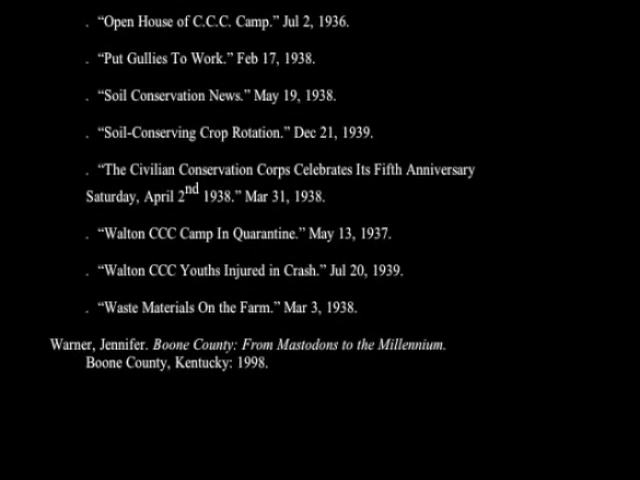 . “Open House of C.C.C. Camp.” Jul 2, 1936.
. “Put Gullies To Work.” Feb 17, 1938.
. “Soil Conservation News.” May 19, 1938.
. “Soil-Conserving Crop Rotation.” Dec 21, 1939.
. “The Civilian Conservation Corps Celebrates Its Fifth Anniversary
Saturday, April 2nd 1938.” Mar 31, 1938.
. “Walton CCC Camp In Quarantine.” May 13, 1937.
. “Walton CCC Youths Injured in Crash.” Jul 20, 1939.
. “Waste Materials On the Farm.” Mar 3, 1938.
Warner, Jennifer. Boone County: From Mastodons to the Millennium.
Boone County, Kentucky: 1998.